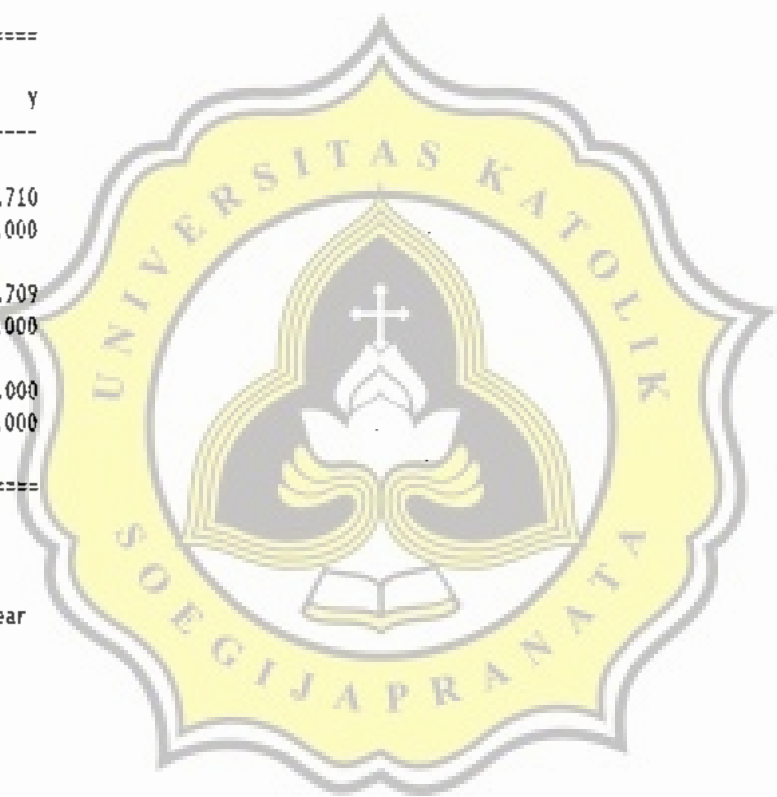 ====
y
----
.710
.000
.709
.000
.000
.000
====
ear
UNIVERSITAS KATOLIK
SOEGIJAPRANATA